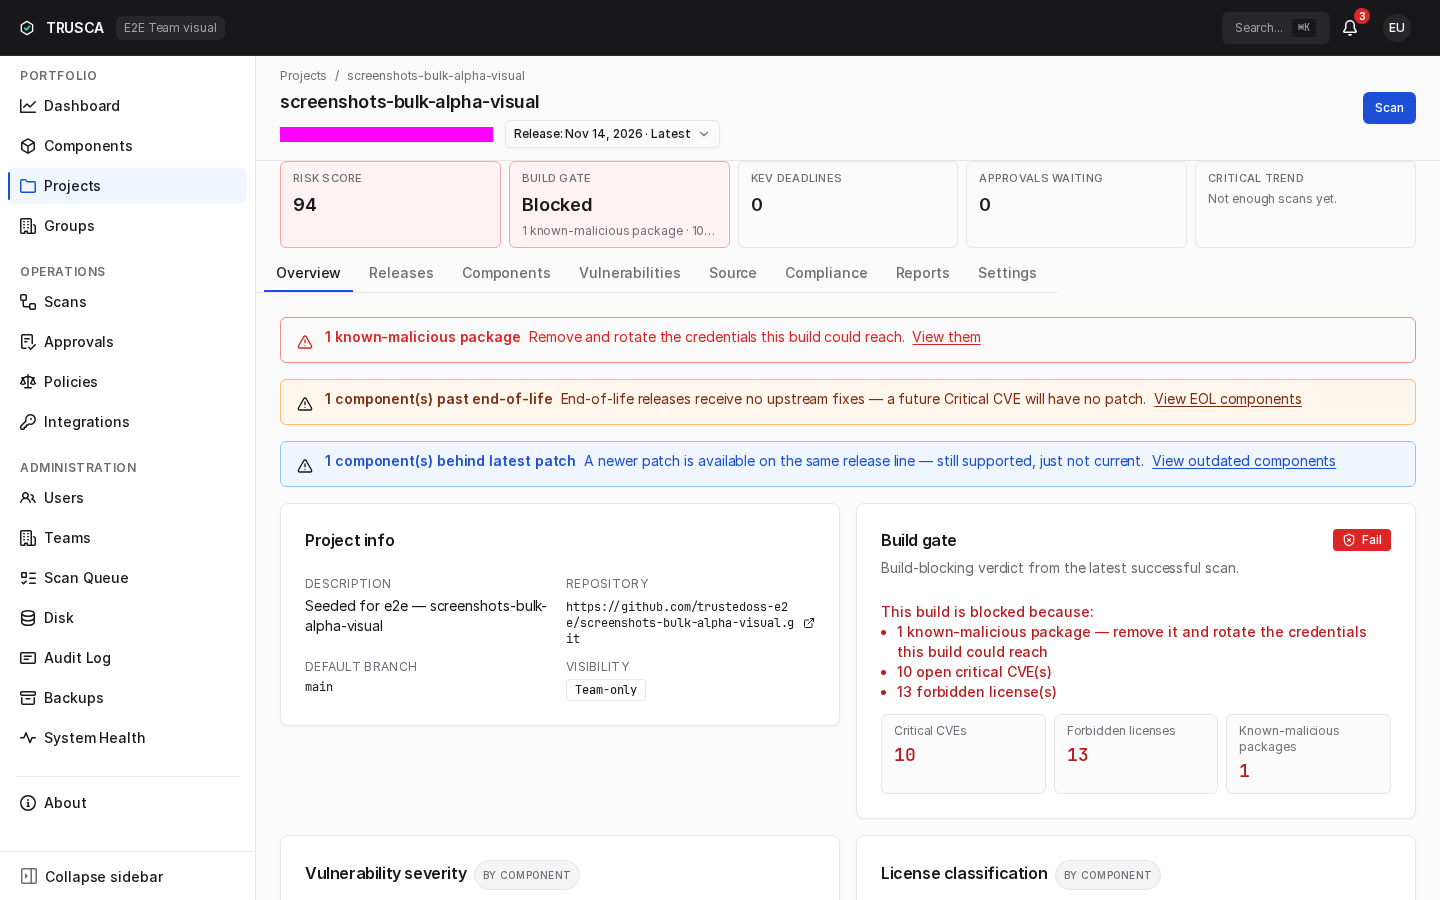 TRUSCA
E2E Team visual
Search...
⌘K
3
EU
PORTFOLIO
Dashboard
Components
Projects
Groups
OPERATIONS
Scans
Approvals
Policies
Integrations
ADMINISTRATION
Users
Teams
Scan Queue
Disk
Audit Log
Backups
System Health
About
Collapse sidebar
Projects / screenshots-bulk-alpha-visual
screenshots-bulk-alpha-visual
Release: Nov 14, 2026 · Latest
Scan
RISK SCORE
94
BUILD GATE
Blocked
1 known-malicious package · 10…
KEV DEADLINES
0
APPROVALS WAITING
0
CRITICAL TREND
Not enough scans yet.
Overview
Releases
Components
Vulnerabilities
Source
Compliance
Reports
Settings
1 known-malicious package Remove and rotate the credentials this build could reach. View them
1 component(s) past end-of-life End-of-life releases receive no upstream fixes — a future Critical CVE will have no patch. View EOL components
1 component(s) behind latest patch A newer patch is available on the same release line — still supported, just not current. View outdated components
Project info
DESCRIPTION
Seeded for e2e — screenshots-bulk-
alpha-visual
REPOSITORY
https://github.com/trustedoss-e2
e/screenshots-bulk-alpha-visual.g
it
DEFAULT BRANCH
main
VISIBILITY
Team-only
Build gate
Fail
Build-blocking verdict from the latest successful scan.
This build is blocked because:
• 1 known-malicious package — remove it and rotate the credentials
this build could reach
• 10 open critical CVE(s)
• 13 forbidden license(s)
Critical CVEs
10
Forbidden licenses
13
Known-malicious
packages
1
Vulnerability severity
BY COMPONENT
License classification
BY COMPONENT